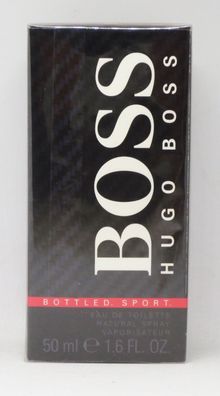 BOSS
HUGO BOSS
BOTTLED. SPORT.
EAU DE TOILETTE
NATURAL SPRAY
VAPORISATEUR
50 ml ℮ 1.6 FL. OZ.